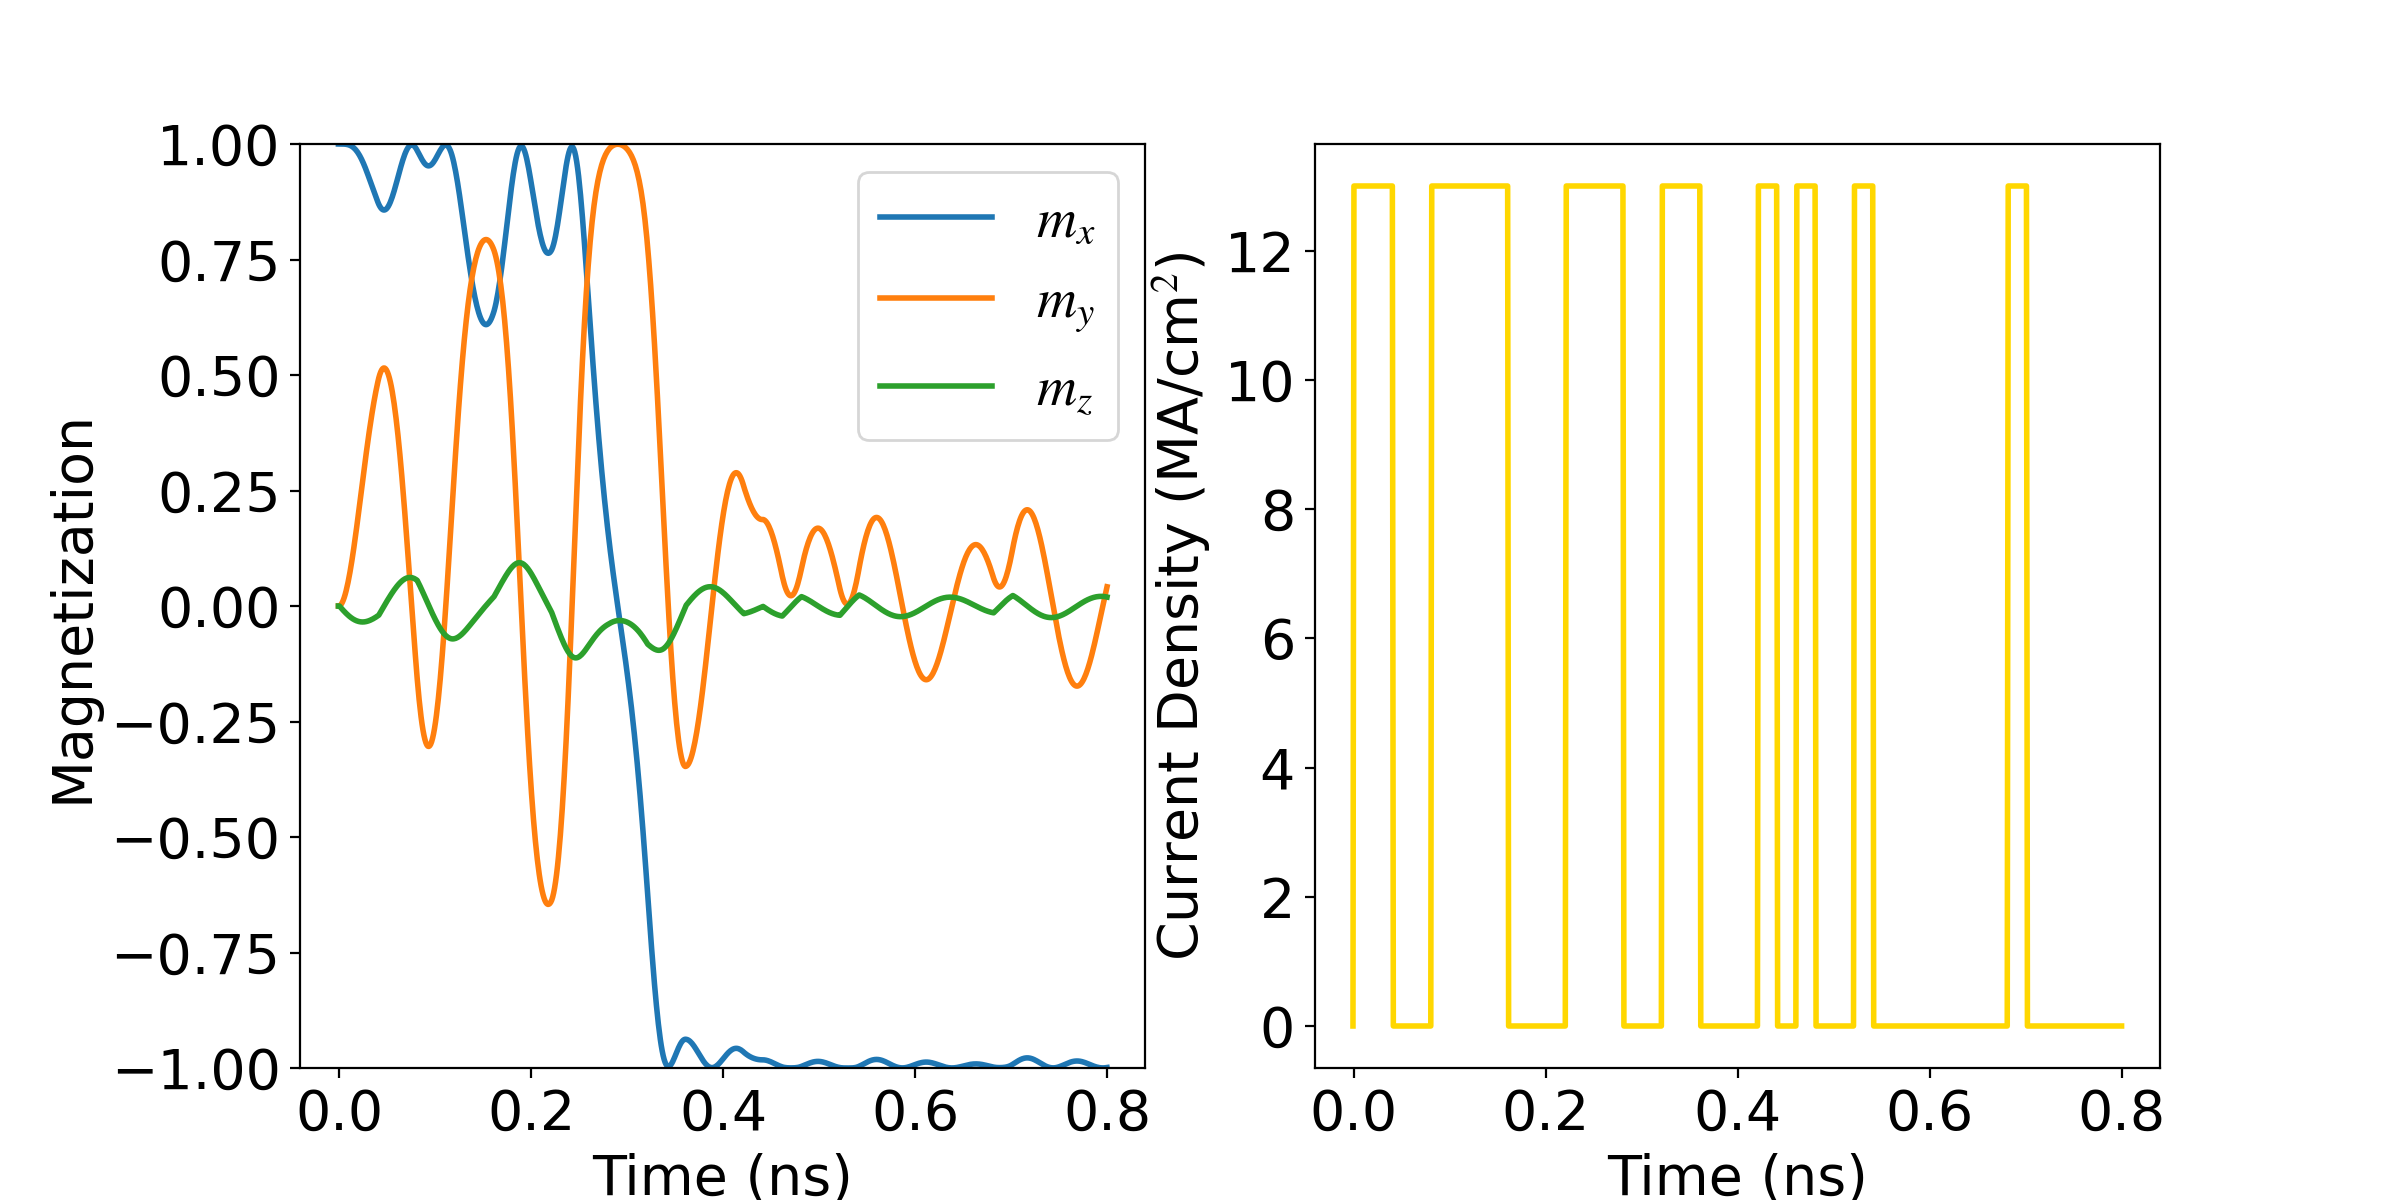 Magnetization
1.00
0.75
0.50
0.25
0.00
−0.25
−0.50
−0.75
−1.00
0.0 0.2 0.4 0.6 0.8
Time (ns)
m_x
m_y
m_z
Current Density (MA/cm²)
12
10
8
6
4
2
0
0.0 0.2 0.4 0.6 0.8
Time (ns)